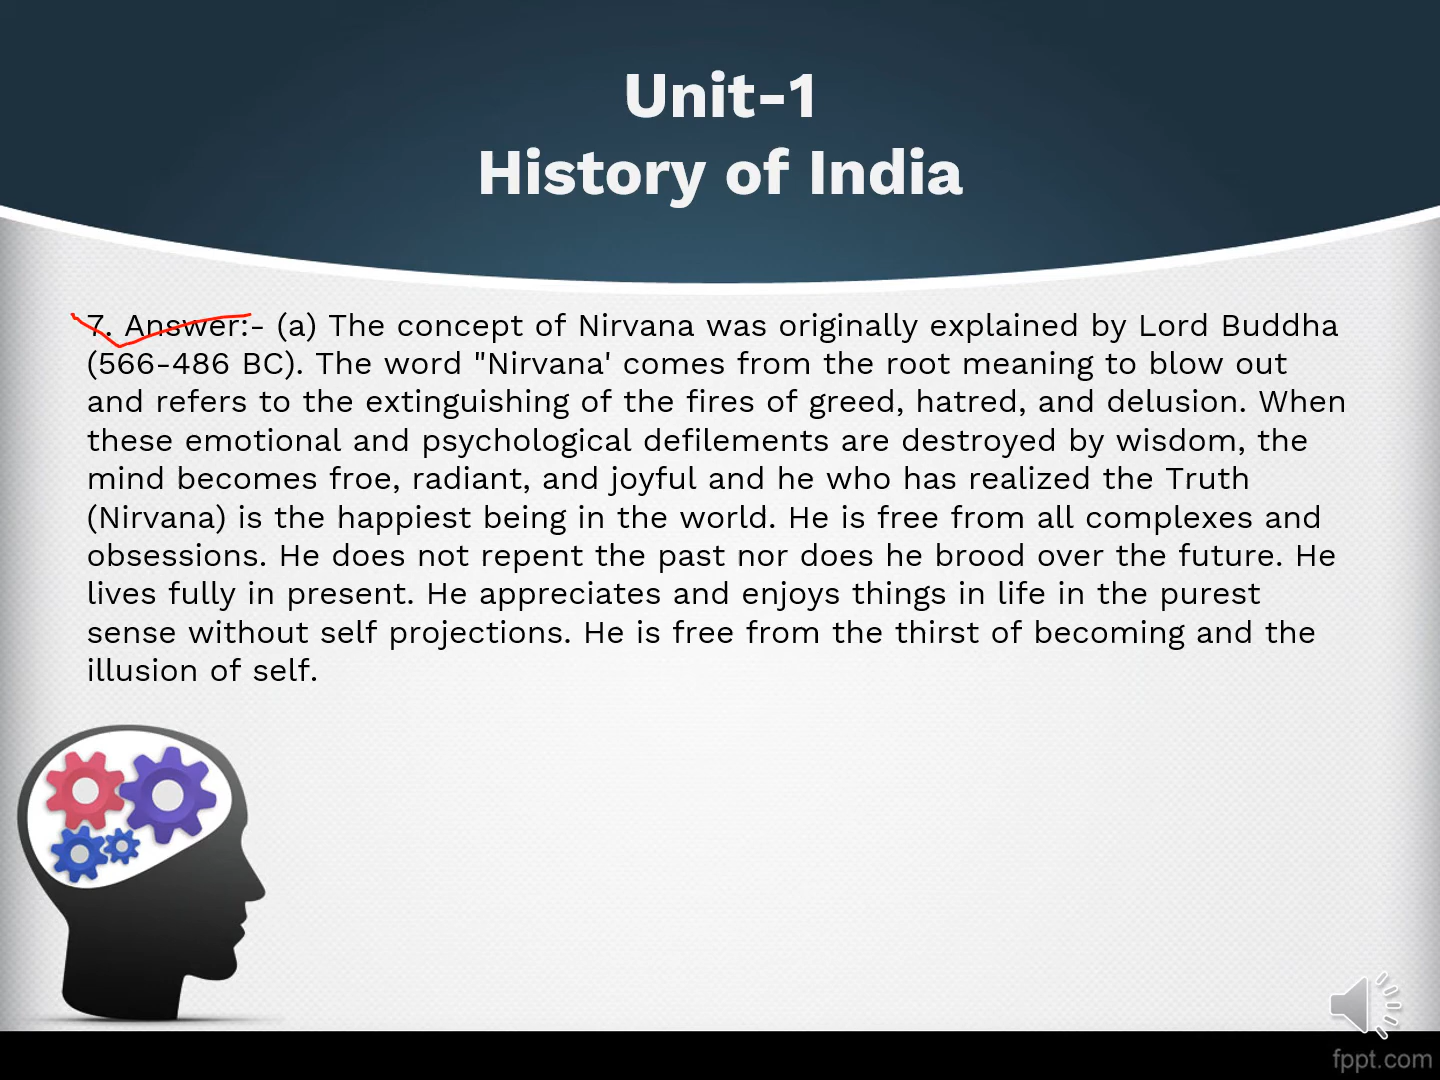 Unit-1
History of India
7. Answer:- (a) The concept of Nirvana was originally explained by Lord Buddha
(566-486 BC). The word "Nirvana' comes from the root meaning to blow out
and refers to the extinguishing of the fires of greed, hatred, and delusion. When
these emotional and psychological defilements are destroyed by wisdom, the
mind becomes froe, radiant, and joyful and he who has realized the Truth
(Nirvana) is the happiest being in the world. He is free from all complexes and
obsessions. He does not repent the past nor does he brood over the future. He
lives fully in present. He appreciates and enjoys things in life in the purest
sense without self projections. He is free from the thirst of becoming and the
illusion of self.
fppt.com